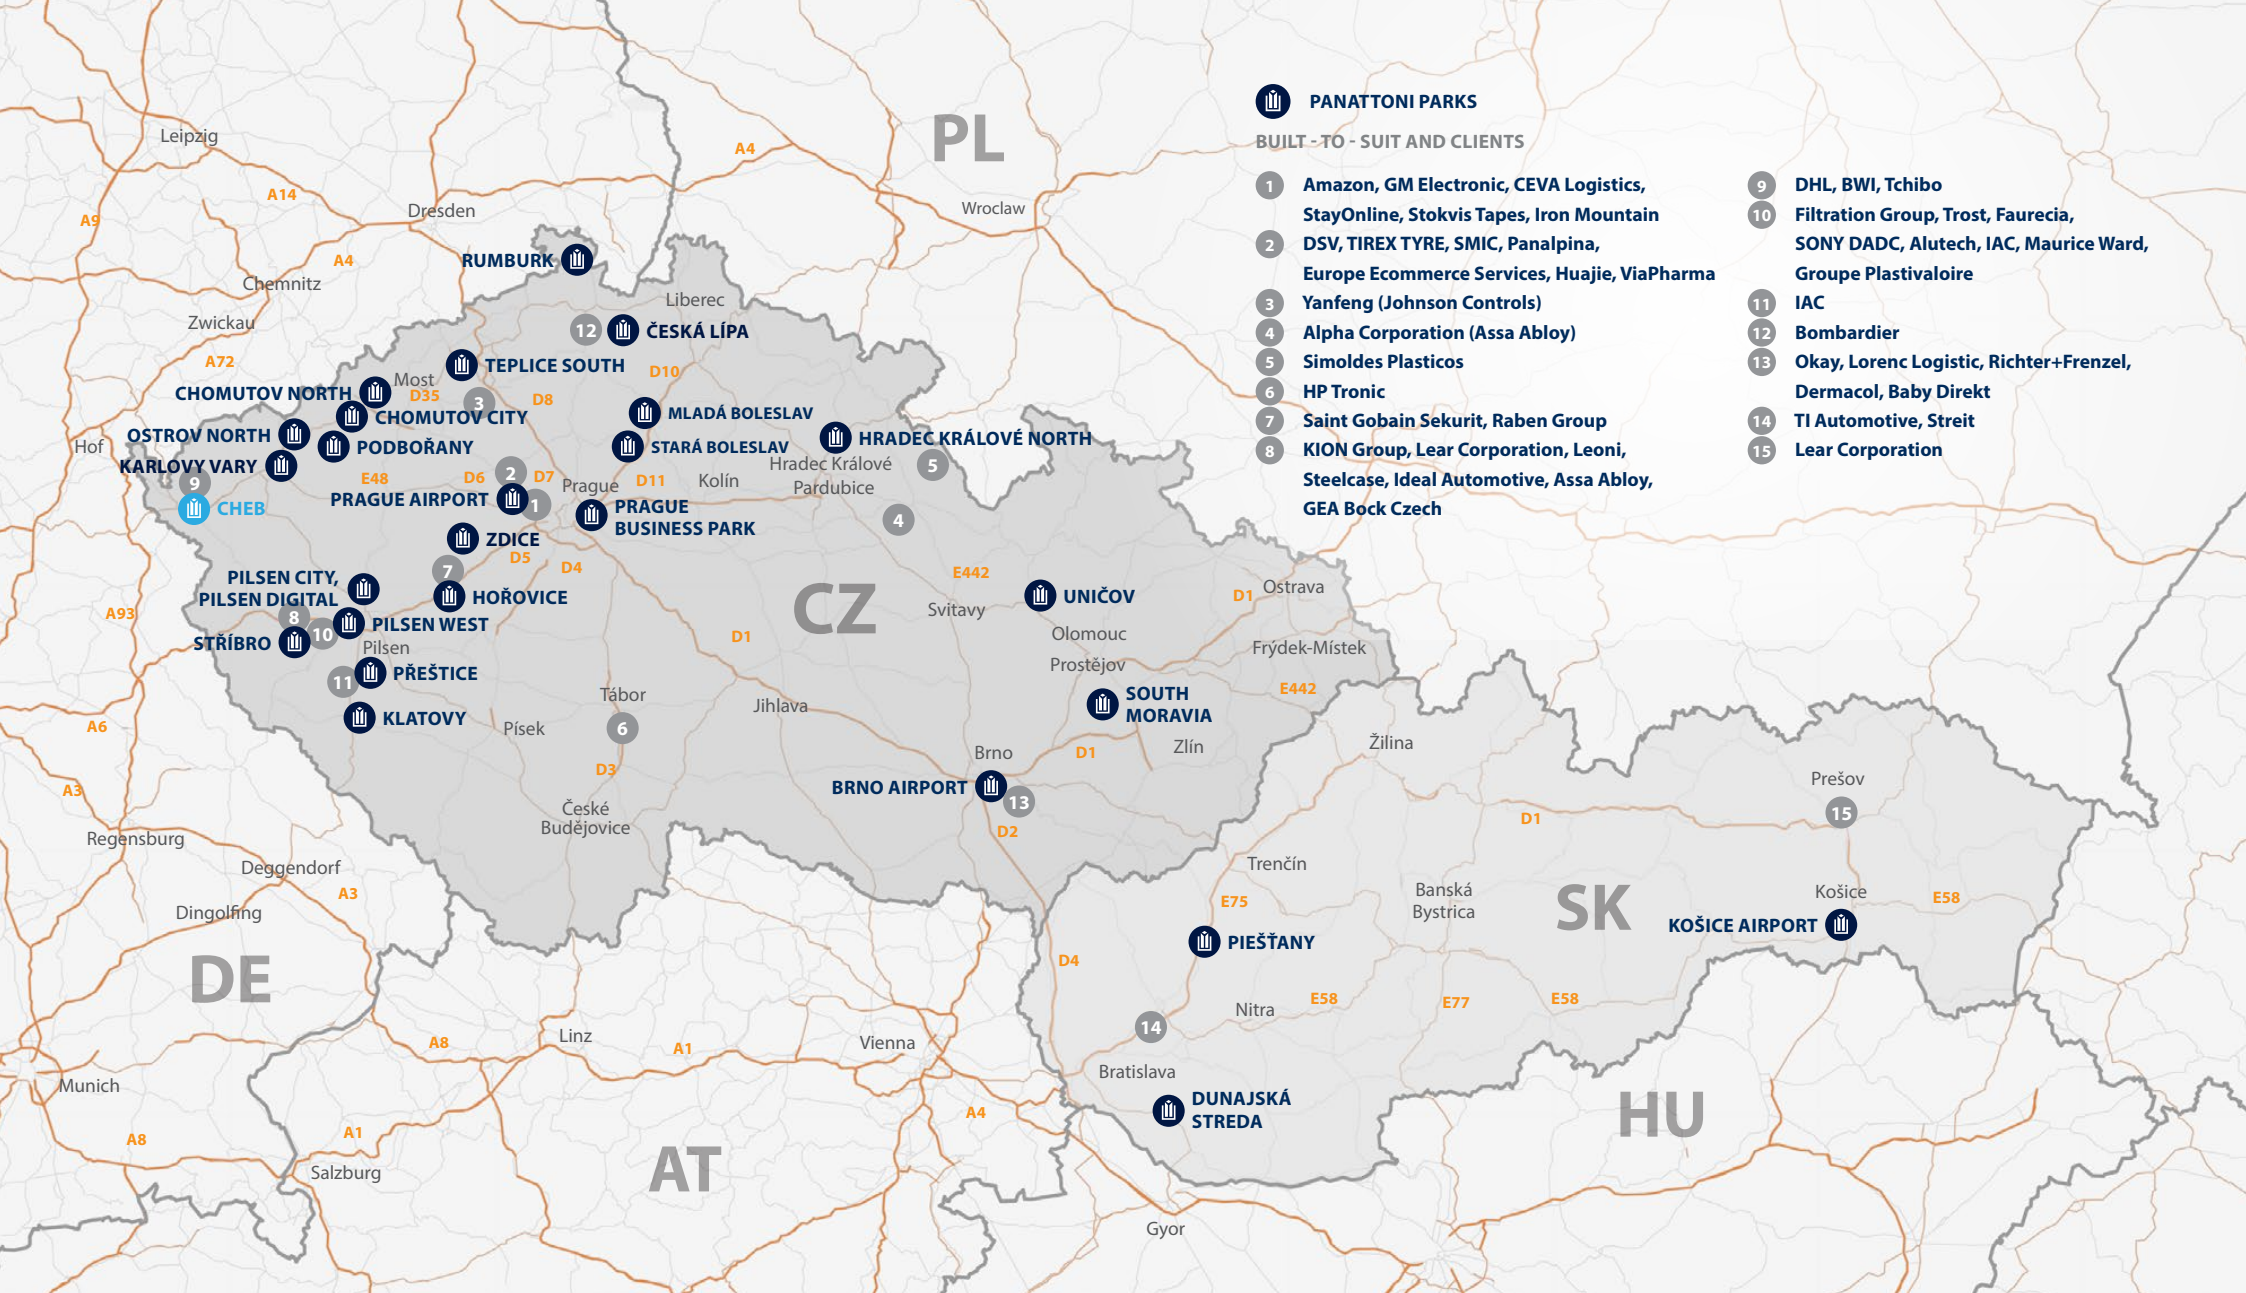 PL
Leipzig
A4
A14
A9
Dresden
Wroclaw
A4
RUMBURK
Chemnitz
Liberec
Zwickau
12
ČESKÁ LÍPA
A72
TEPLICE SOUTH
D10
Most
CHOMUTOV NORTH
D35
3
D8
CHOMUTOV CITY
MLADÁ BOLESLAV
OSTROV NORTH
Hof
PODBOŘANY
STARÁ BOLESLAV
HRADEC KRÁLOVÉ NORTH
KARLOVY VARY
Hradec Králové
5
9
E48
D6
2
D7
Prague
D11
Kolín
Pardubice
PRAGUE AIRPORT
1
CHEB
PRAGUE
BUSINESS PARK
4
ZDICE
D5
D4
7
E442
PILSEN CITY,
PILSEN DIGITAL
HOŘOVICE
CZ
UNIČOV
D1
Ostrava
A93
8
Svitavy
PILSEN WEST
10
STŘÍBRO
Pilsen
D1
Olomouc
Frýdek-Místek
Prostějov
11
PŘEŠTICE
E442
Tábor
SOUTH
MORAVIA
Jihlava
KLATOVY
Písek
6
A6
Brno
D1
Zlín
Žilina
D3
Prešov
A3
BRNO AIRPORT
13
České
Budějovice
15
D1
D2
Regensburg
Deggendorf
Trenčín
A3
Banská
Bystrica
SK
Košice
E75
E58
Dingolfing
KOŠICE AIRPORT
PIEŠŤANY
D4
DE
Nitra
E58
E77
E58
14
Linz
A8
A1
Vienna
Bratislava
Munich
DUNAJSKÁ
STREDA
A4
HU
A1
A8
Salzburg
AT
Gyor
PANATTONI PARKS
BUILT - TO - SUIT AND CLIENTS
1 Amazon, GM Electronic, CEVA Logistics,
StayOnline, Stokvis Tapes, Iron Mountain
2 DSV, TIREX TYRE, SMIC, Panalpina,
Europe Ecommerce Services, Huajie, ViaPharma
3 Yanfeng (Johnson Controls)
4 Alpha Corporation (Assa Abloy)
5 Simoldes Plasticos
6 HP Tronic
7 Saint Gobain Sekurit, Raben Group
8 KION Group, Lear Corporation, Leoni,
Steelcase, Ideal Automotive, Assa Abloy,
GEA Bock Czech
9 DHL, BWI, Tchibo
10 Filtration Group, Trost, Faurecia,
SONY DADC, Alutech, IAC, Maurice Ward,
Groupe Plastivaloire
11 IAC
12 Bombardier
13 Okay, Lorenc Logistic, Richter+Frenzel,
Dermacol, Baby Direkt
14 TI Automotive, Streit
15 Lear Corporation